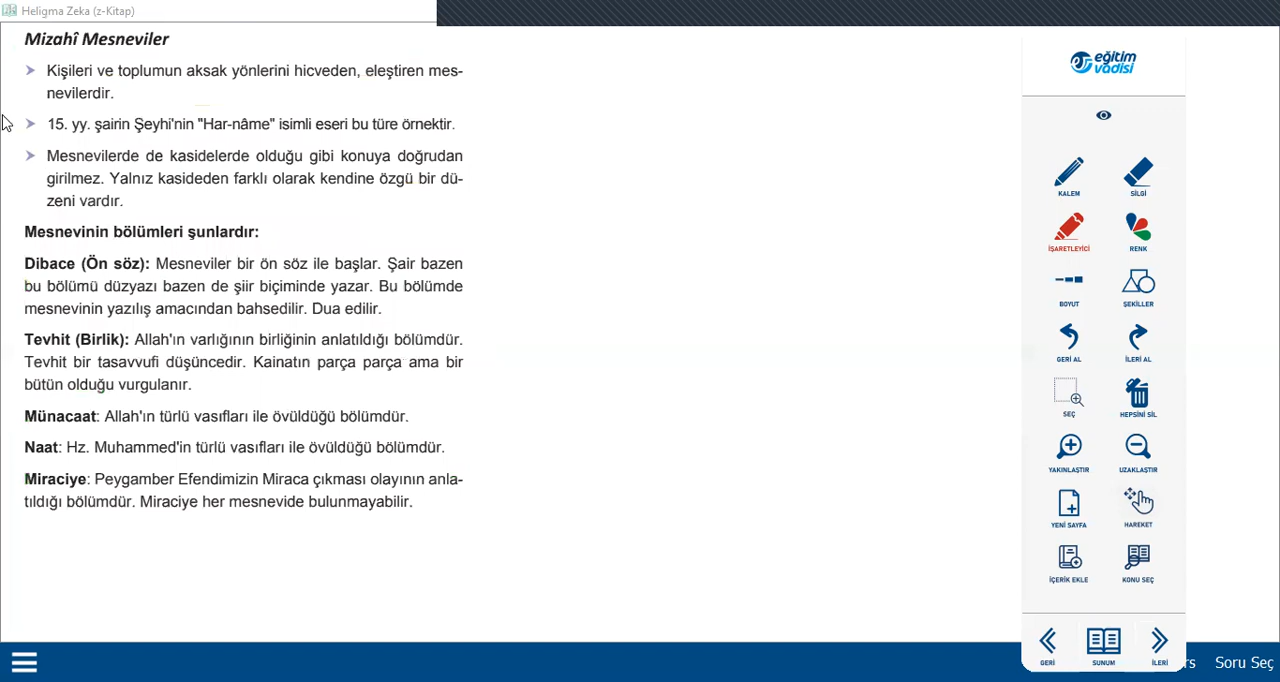 Heligma Zeka (z-Kitap)
Mizahî Mesneviler
Kişileri ve toplumun aksak yönlerini hicveden, eleştiren mes-
nevilerdir.
15. yy. şairin Şeyhi'nin "Har-nâme" isimli eseri bu türe örnektir.
Mesnevilerde de kasidelerde olduğu gibi konuya doğrudan
girilmez. Yalnız kasideden farklı olarak kendine özgü bir dü-
zeni vardır.
Mesnevinin bölümleri şunlardır:
Dibace (Ön söz): Mesneviler bir ön söz ile başlar. Şair bazen
bu bölümü düzyazı bazen de şiir biçiminde yazar. Bu bölümde
mesnevinin yazılış amacından bahsedilir. Dua edilir.
Tevhit (Birlik): Allah'ın varlığının birliğinin anlatıldığı bölümdür.
Tevhit bir tasavvufi düşüncedir. Kainatın parça parça ama bir
bütün olduğu vurgulanır.
Münacaat: Allah'ın türlü vasıfları ile övüldüğü bölümdür.
Naat: Hz. Muhammed'in türlü vasıfları ile övüldüğü bölümdür.
Miraciye: Peygamber Efendimizin Miraca çıkması olayının anla-
tıldığı bölümdür. Miraciye her mesnevide bulunmayabilir.
eğitim
vadisi
KALEM SİLGİ
İŞARETLEYİCİ RENK
BOYUT ŞEKİLLER
GERİ AL İLERİ AL
SEÇ HEPSİNİ SİL
YAKINLAŞTIR UZAKLAŞTIR
YENİ SAYFA HAREKET
İÇERİK EKLE KONU SEÇ
GERİ SUNUM İLERİ
rs Soru Seç